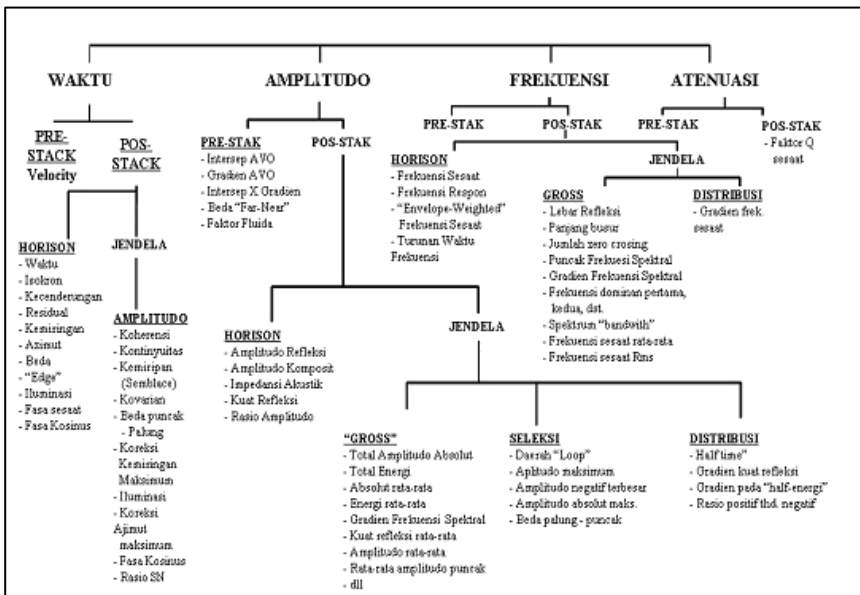 WAKTU
AMPLITUDO
FREKUENSI
ATENUASI
PRE-
STACK
Velocity
POS-
STACK
HORISON
- Waktu
- Isokron
- Kecenderungan
- Residual
- Kemiringan
- Azimut
- Beda
- "Edge"
- Iluminasi
- Fasa sesaat
- Fasa Kosinus
JENDELA
AMPLITUDO
- Koherensi
- Kontinyuitas
- Kemiripan
(Semblace)
- Kovarian
- Beda puncak
- Palung
- Koreksi
Kemiringan
Maksimum
- Iluminasi
- Koreksi
Ajimut
maksimum
- Fasa Kosinus
- Rasio SN
PRE-STAK
- Intersep AVO
- Gradien AVO
- Intersep X Gradien
- Beda "Far-Near"
- Faktor Fluida
POS-STAK
HORISON
- Amplitudo Refleksi
- Amplitudo Komposit
- Impedansi Akustik
- Kuat Refleksi
- Rasio Amplitudo
JENDELA
"GROSS"
- Total Amplitudo Absolut
- Total Energi
- Absolut rata-rata
- Energi rata-rata
- Gradien Frekuensi Spektral
- Kuat refleksi rata-rata
- Amplitudo rata-rata
- Rata-rata amplitudo puncak
- dll
SELEKSI
- Daerah "Loop"
- Aplitudo maksimum
- Amplitudo negatif terbesar
- Amplitudo absolut maks.
- Beda palung - puncak
DISTRIBUSI
- Half time"
- Gradien kuat refleksi
- Gradien pada "half-energi"
- Rasio positif thd. negatif
PRE-STAK
POS-STAK
HORISON
- Frekuensi Sesaat
- Frekuensi Respon
- "Envelope-Weighted"
Frekuensi Sesaat
- Turunan Waktu
Frekuensi
JENDELA
GROSS
- Lebar Refleksi
- Panjang busur
- Jumlah zero crosing
- Puncak Frekuesi Spektral
- Gradien Frekuensi Spektral
- Frekuensi dominan pertama,
kedua, dst.
- Spektrum "bandwith"
- Frekuensi sesaat rata-rata
- Frekuensi sesaat Rms
DISTRIBUSI
- Gradien frek.
sesaat
PRE-STAK
POS-STAK
- Faktor Q
sesaat